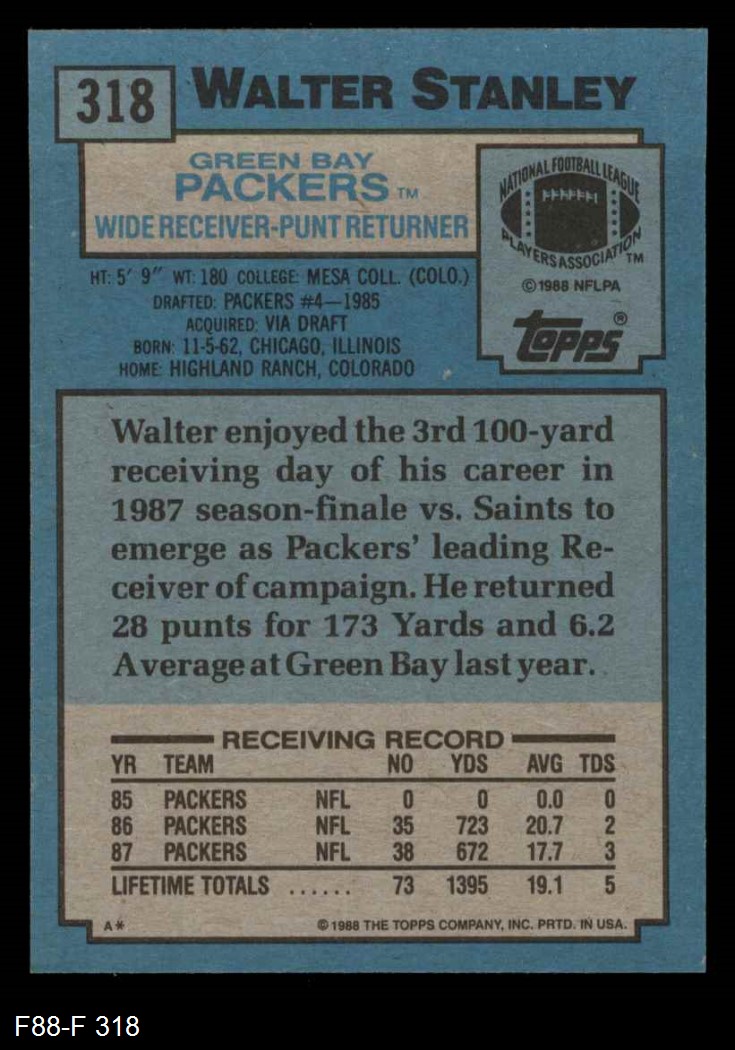 318 WALTER STANLEY
GREEN BAY
PACKERS TM
WIDE RECEIVER-PUNT RETURNER
NATIONAL FOOTBALL LEAGUE
PLAYERS ASSOCIATION TM
© 1988 NFLPA
Topps®
HT: 5' 9" WT: 180 COLLEGE: MESA COLL. (COLO.)
DRAFTED: PACKERS #4—1985
ACQUIRED: VIA DRAFT
BORN: 11-5-62, CHICAGO, ILLINOIS
HOME: HIGHLAND RANCH, COLORADO
Walter enjoyed the 3rd 100-yard
receiving day of his career in
1987 season-finale vs. Saints to
emerge as Packers' leading Re-
ceiver of campaign. He returned
28 punts for 173 Yards and 6.2
Average at Green Bay last year.
RECEIVING RECORD
YR TEAM NO YDS AVG TDS
85 PACKERS NFL 0 0 0.0 0
86 PACKERS NFL 35 723 20.7 2
87 PACKERS NFL 38 672 17.7 3
LIFETIME TOTALS ...... 73 1395 19.1 5
A* © 1988 THE TOPPS COMPANY, INC. PRTD. IN USA.
F88-F 318